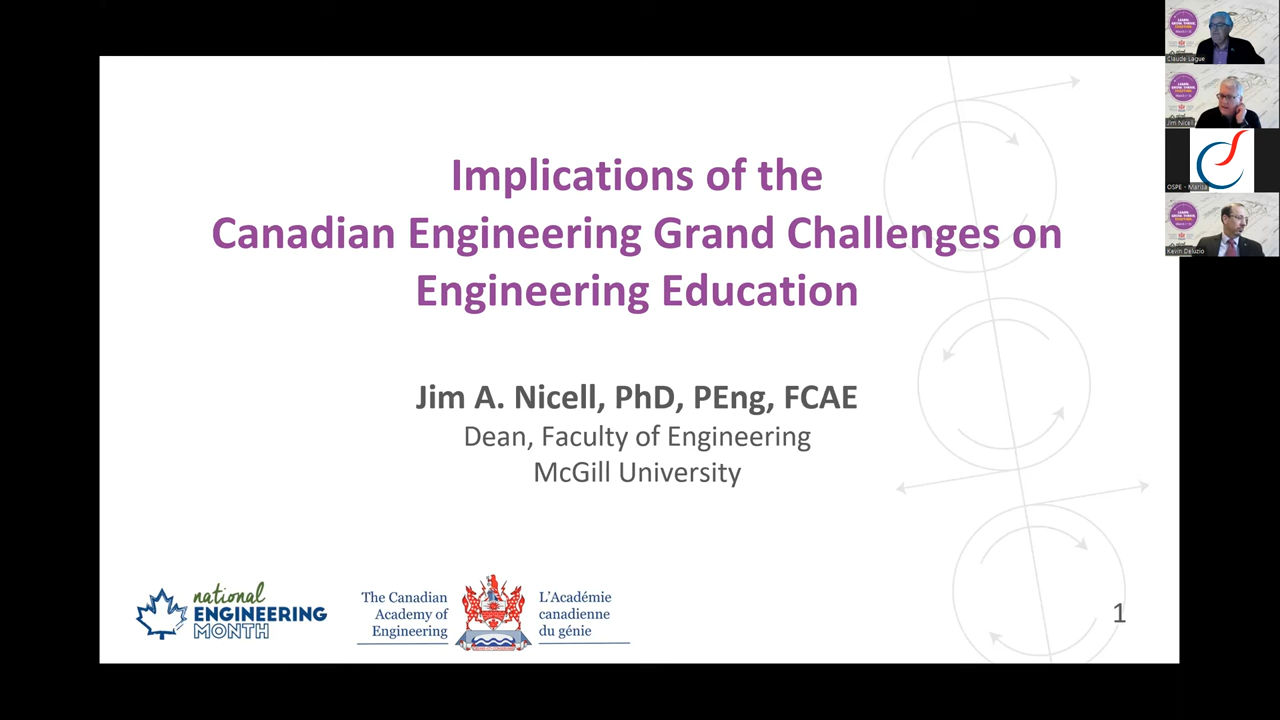 Implications of the
Canadian Engineering Grand Challenges on
Engineering Education
Jim A. Nicell, PhD, PEng, FCAE
Dean, Faculty of Engineering
McGill University
national
ENGINEERING
MONTH
The Canadian
Academy of
Engineering
L'Académie
canadienne
du génie
1
Claude Lague
Jim Nicell
OSPE - Marisa
Kevin Deluzio